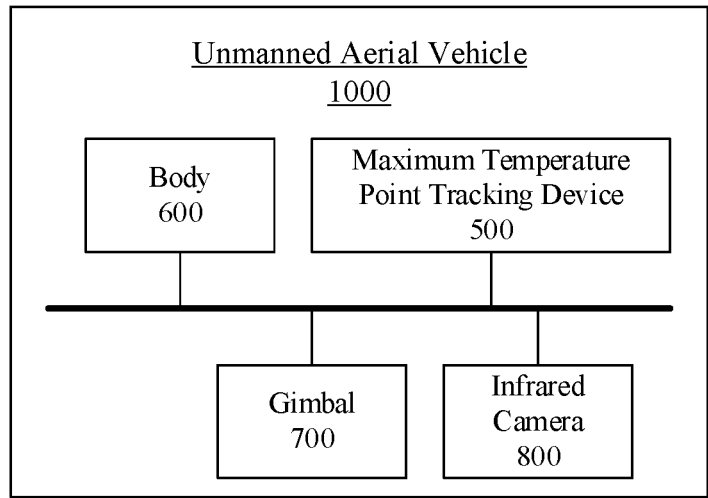 Unmanned Aerial Vehicle
1000
Body
600
Maximum Temperature
Point Tracking Device
500
Gimbal
700
Infrared
Camera
800